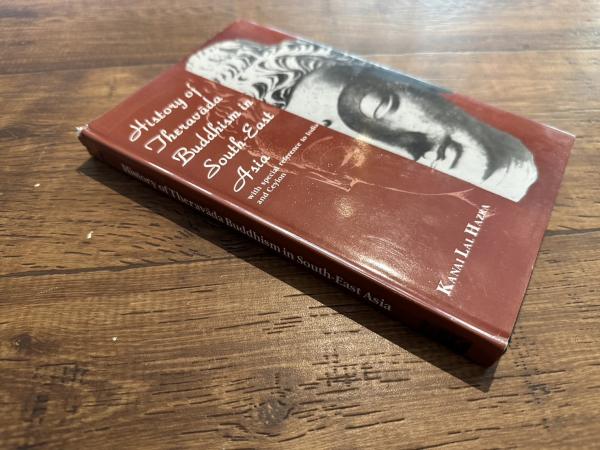 History of
Theravāda
Buddhism in
South-East
Asia
with special reference to India
and Ceylon
KANAI LAL HAZRA
History of Theravāda Buddhism in South-East Asia